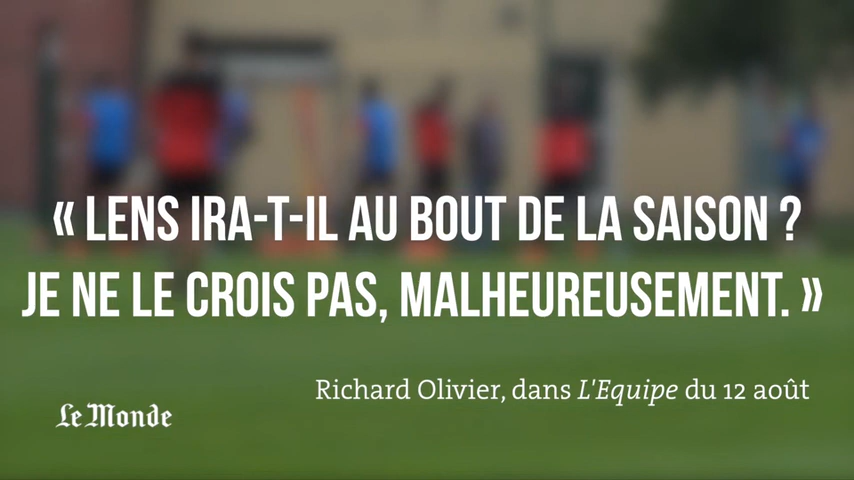 « LENS IRA-T-IL AU BOUT DE LA SAISON ?
JE NE LE CROIS PAS, MALHEUREUSEMENT. »
Richard Olivier, dans L'Equipe du 12 août
Le Monde